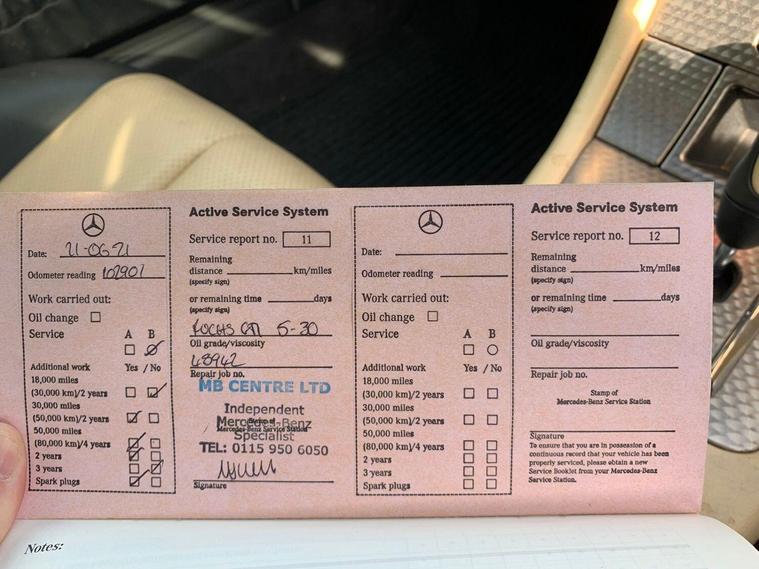 Date: 21-06-21
Odometer reading 102901
Work carried out:
Oil change
Service A B
Additional work Yes / No
18,000 miles
(30,000 km)/2 years
30,000 miles
(50,000 km)/2 years
50,000 miles
(80,000 km)/4 years
2 years
3 years
Spark plugs
Active Service System
Service report no. 11
Remaining
distance km/miles
(specify sign)
or remaining time days
(specify sign)
FUCHS 5-30
Oil grade/viscosity
48942
Repair job no.
MB CENTRE LTD
Independent
Mercedes-Benz
Stamp of
Mercedes-Benz Service Station
Specialist
TEL: 0115 950 6050
Signature
Date:
Odometer reading
Work carried out:
Oil change
Service A B
Additional work Yes / No
18,000 miles
(30,000 km)/2 years
30,000 miles
(50,000 km)/2 years
50,000 miles
(80,000 km)/4 years
2 years
3 years
Spark plugs
Active Service System
Service report no. 12
Remaining
distance km/miles
(specify sign)
or remaining time days
(specify sign)
Oil grade/viscosity
Repair job no.
Stamp of
Mercedes-Benz Service Station
Signature
To ensure that you are in possession of a
continuous record that your vehicle has been
properly serviced, please obtain a new
Service Booklet from your Mercedes-Benz
Service Station.
Notes: